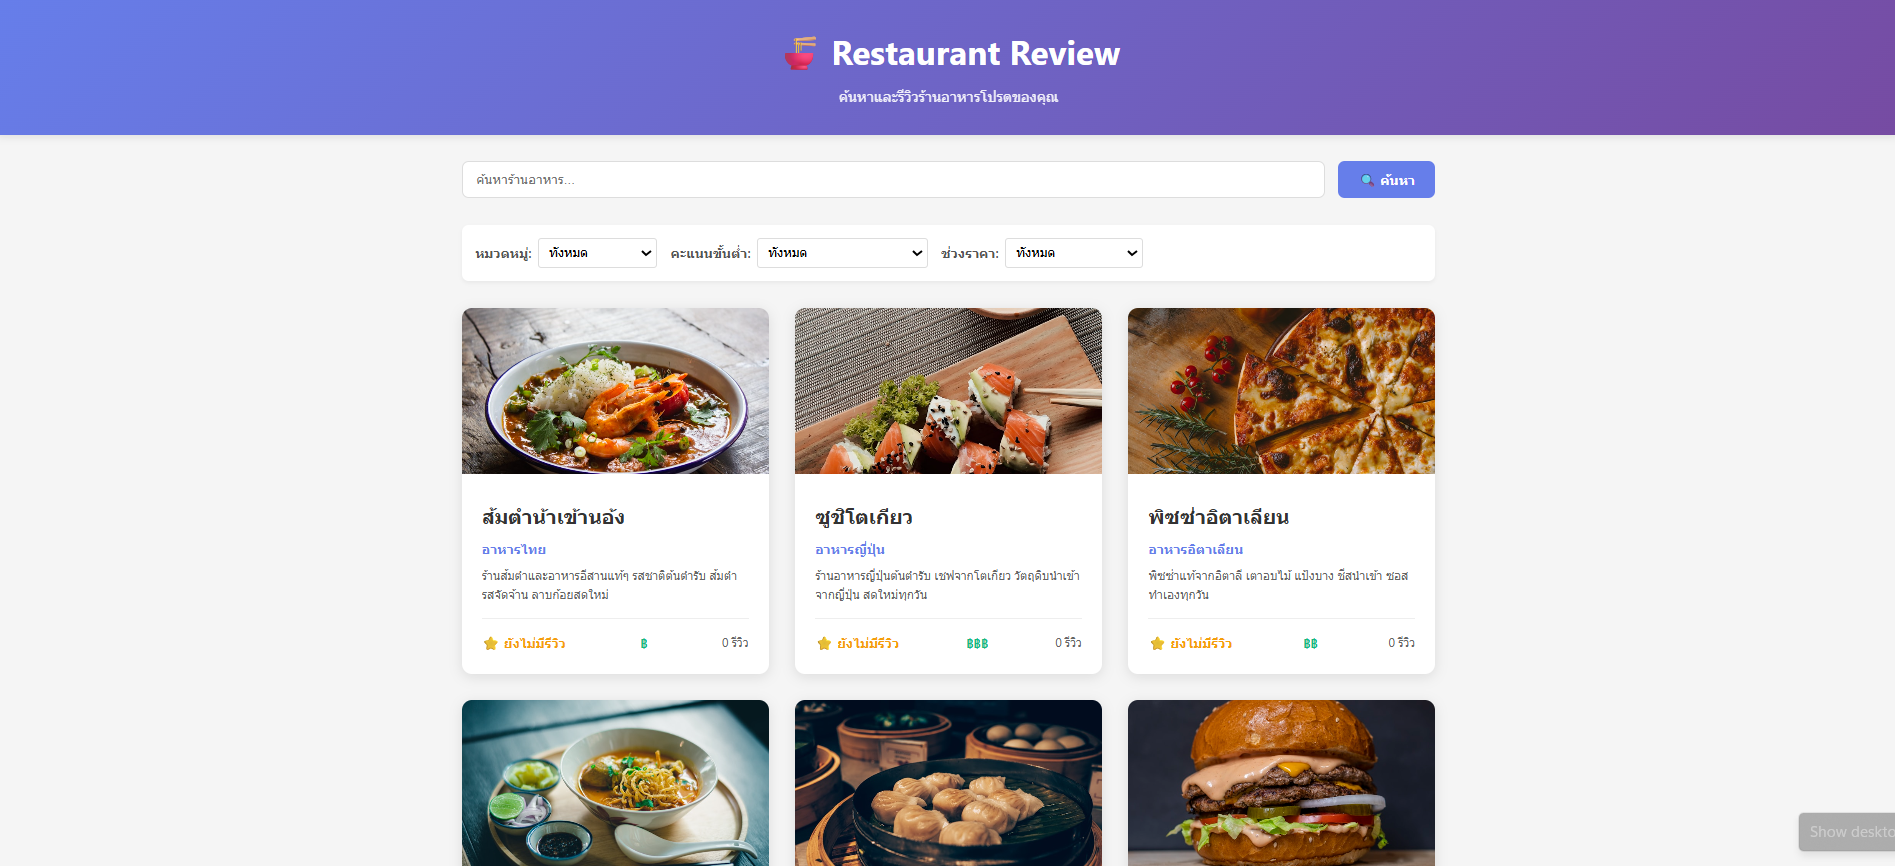 Restaurant Review
ค้นหาและรีวิวร้านอาหารโปรดของคุณ
ค้นหาร้านอาหาร...
ค้นหา
หมวดหมู่: ทั้งหมด คะแนนขั้นต่ำ: ทั้งหมด ช่วงราคา: ทั้งหมด
ส้มตำน้าเข้านอ้ง
อาหารไทย
ร้านส้มตำและอาหารอีสานแท้ๆ รสชาติต้นตำรับ ส้มตำ
รสจัดจ้าน ลาบก้อยสดใหม่
ยังไม่มีรีวิว ฿ 0 รีวิว
ซูชิโตเกียว
อาหารญี่ปุ่น
ร้านอาหารญี่ปุ่นต้นตำรับ เชฟจากโตเกียว วัตถุดิบนำเข้า
จากญี่ปุ่น สดใหม่ทุกวัน
ยังไม่มีรีวิว ฿฿฿ 0 รีวิว
พิซซ่าอิตาเลียน
อาหารอิตาเลียน
พิซซ่าแท้จากอิตาลี เตาอบไม้ แป้งบาง ชีสนำเข้า ซอส
ทำเองทุกวัน
ยังไม่มีรีวิว ฿฿ 0 รีวิว
Show deskto